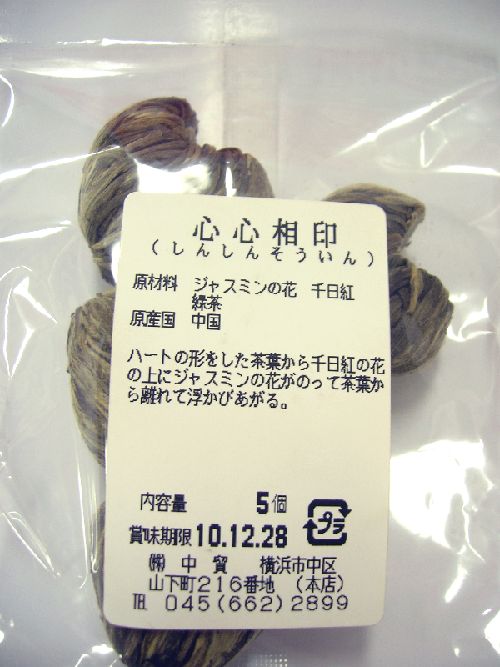 心心相印
(しんしんそういん)
原材料 ジャスミンの花 千日紅
緑茶
原産国 中国
ハートの形をした茶葉から千日紅の花
の上にジャスミンの花がのって茶葉か
ら離れて浮かびあがる。
内容量 5個
プラ
賞味期限 10.12.28
㈱ 中 貿 横浜市中区
山下町216番地 (本店)
℡ 045(662)2899